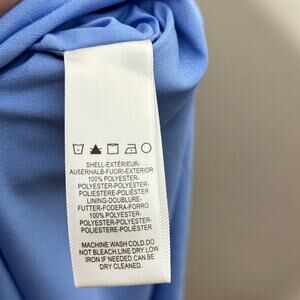 SHELL-EXTÉRIEUR-
AUßERHALB-FUORI-EXTERIOR
100% POLYESTER-
POLYESTER-POLYESTER-
POLIESTERE-POLIÉSTER
LINING-DOUBLURE-
FUTTER-FODERA-FORRO
100% POLYESTER-
POLYESTER-POLYESTER-
POLIESTERE-POLIÉSTER
MACHINE WASH COLD.DO
NOT BLEACH.LINE DRY.LOW
IRON IF NEEDED.CAN BE
DRY CLEANED.